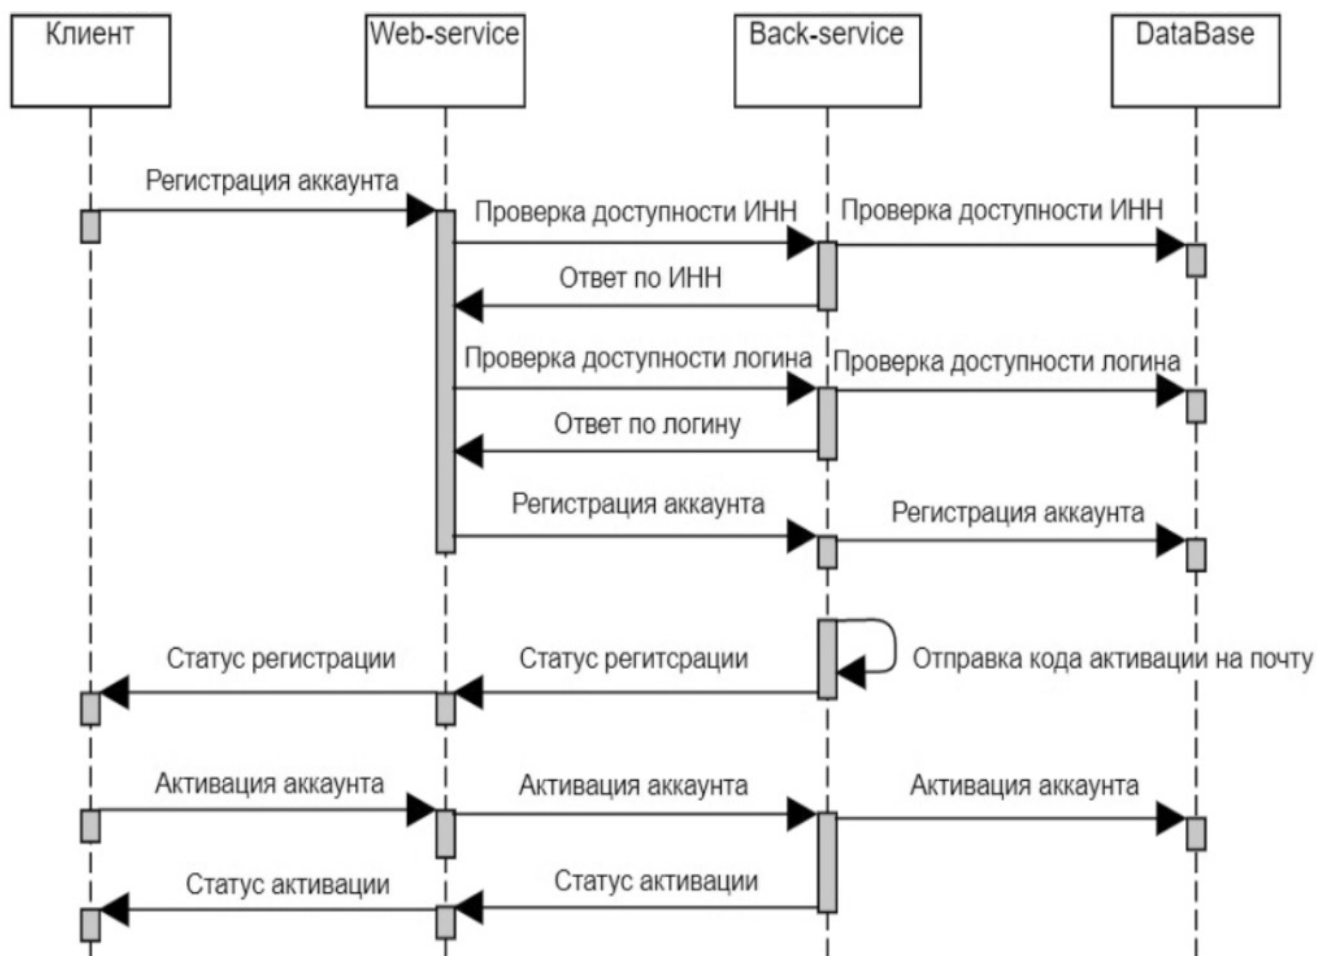 Клиент
Web-service
Back-service
DataBase
Регистрация аккаунта
Проверка доступности ИНН
Проверка доступности ИНН
Ответ по ИНН
Проверка доступности логина
Проверка доступности логина
Ответ по логину
Регистрация аккаунта
Регистрация аккаунта
Статус регистрации
Статус регитсрации
Отправка кода активации на почту
Активация аккаунта
Активация аккаунта
Активация аккаунта
Статус активации
Статус активации